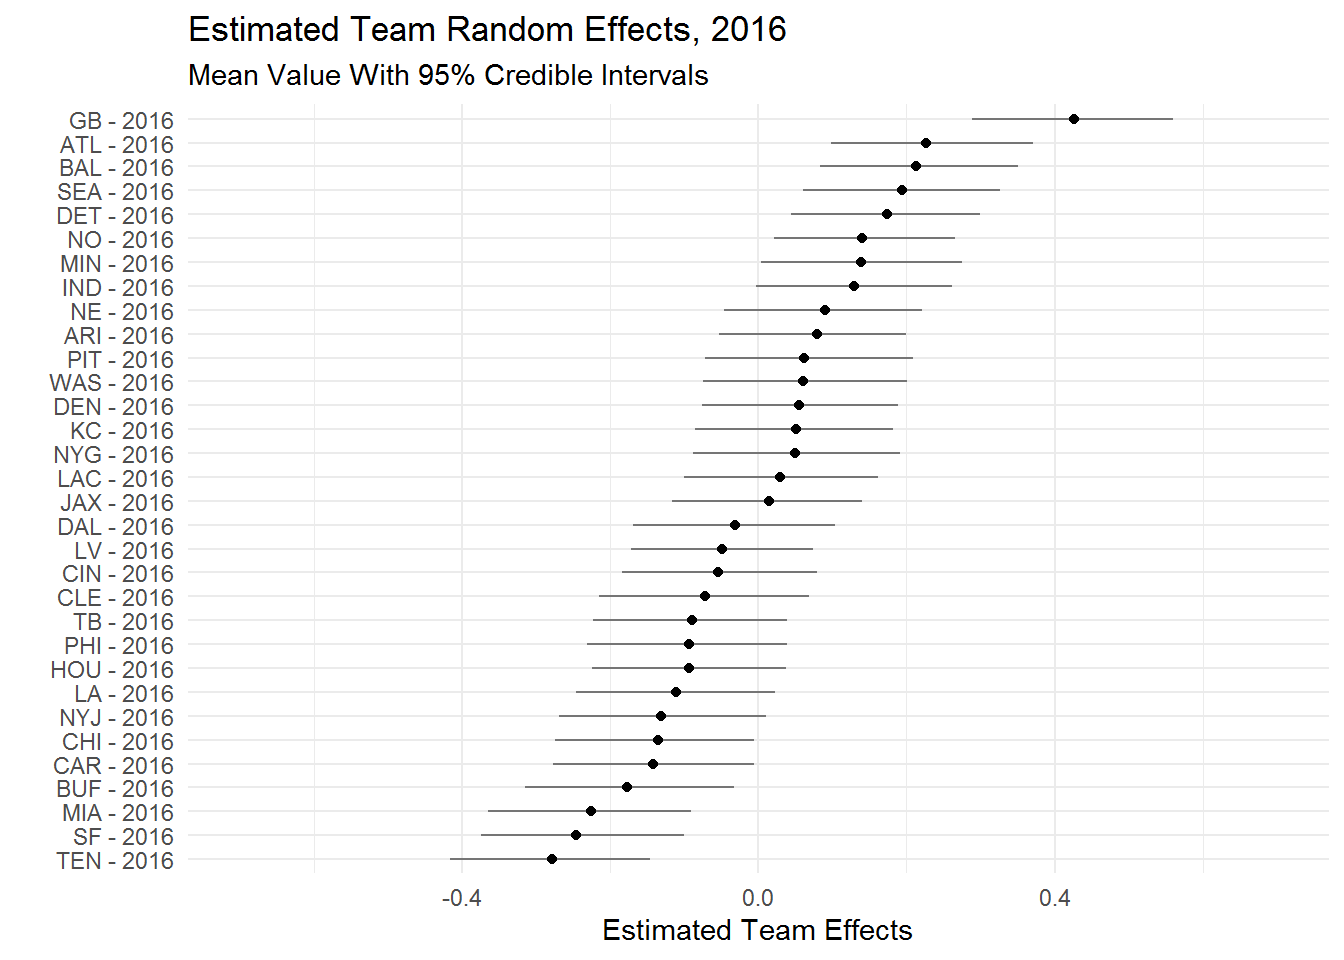 Estimated Team Random Effects, 2016
Mean Value With 95% Credible Intervals
GB - 2016
ATL - 2016
BAL - 2016
SEA - 2016
DET - 2016
NO - 2016
MIN - 2016
IND - 2016
NE - 2016
ARI - 2016
PIT - 2016
WAS - 2016
DEN - 2016
KC - 2016
NYG - 2016
LAC - 2016
JAX - 2016
DAL - 2016
LV - 2016
CIN - 2016
CLE - 2016
TB - 2016
PHI - 2016
HOU - 2016
LA - 2016
NYJ - 2016
CHI - 2016
CAR - 2016
BUF - 2016
MIA - 2016
SF - 2016
TEN - 2016
-0.4 0.0 0.4
Estimated Team Effects